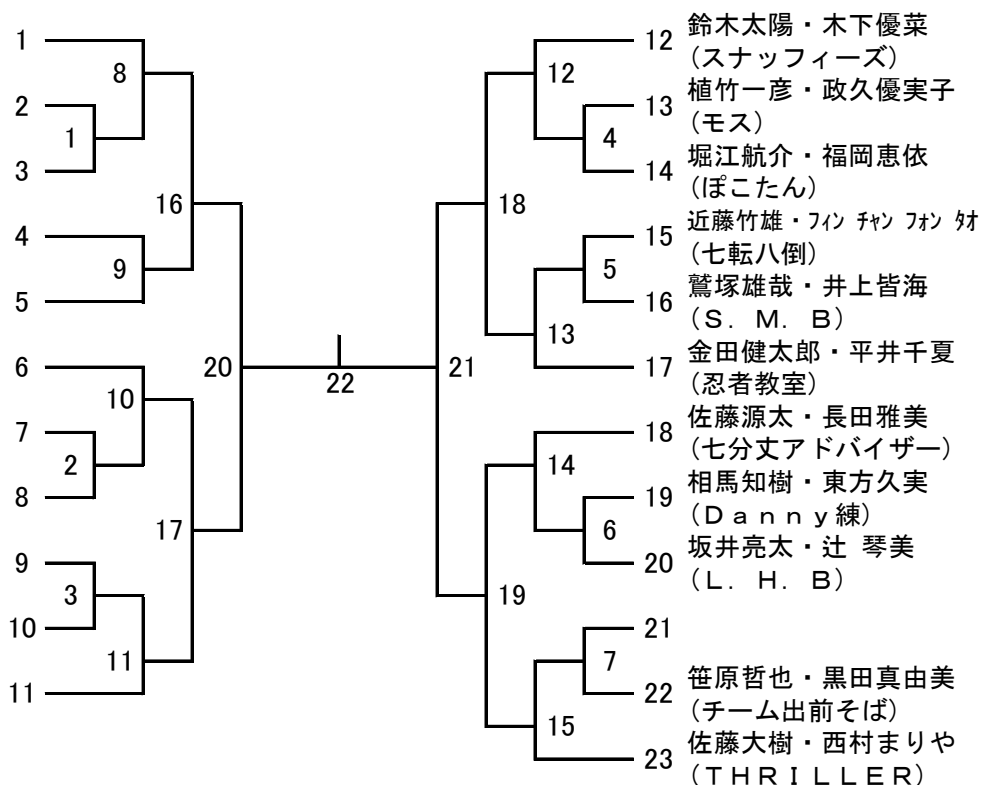 1
8
2
1
3
16
4
9
5
20
6
10
7
2
8
17
9
3
10
11
11
22
21
12 鈴木太陽・木下優菜
(スナッフィーズ)
12
13 植竹一彦・政久優実子
(モス)
4
14 堀江航介・福岡恵依
(ぽこたん)
18
15 近藤竹雄・フィン チャン フォン タオ
(七転八倒)
5
16 鷲塚雄哉・井上皆海
(S. M. B)
13
17 金田健太郎・平井千夏
(忍者教室)
18 佐藤源太・長田雅美
(七分丈アドバイザー)
14
19 相馬知樹・東方久実
(Danny練)
6
20 坂井亮太・辻 琴美
(L. H. B)
19
21
7
22 笹原哲也・黒田真由美
(チーム出前そば)
15
23 佐藤大樹・西村まりや
(THRILLER)